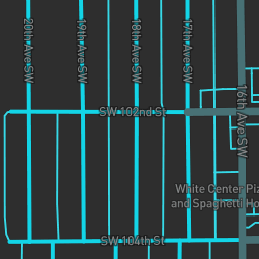 20th Ave SW
19th Ave SW
18th Ave SW
17th Ave SW
16th Ave SW
SW 102nd St
White Center Piz
and Spaghetti Ho
SW 104th St